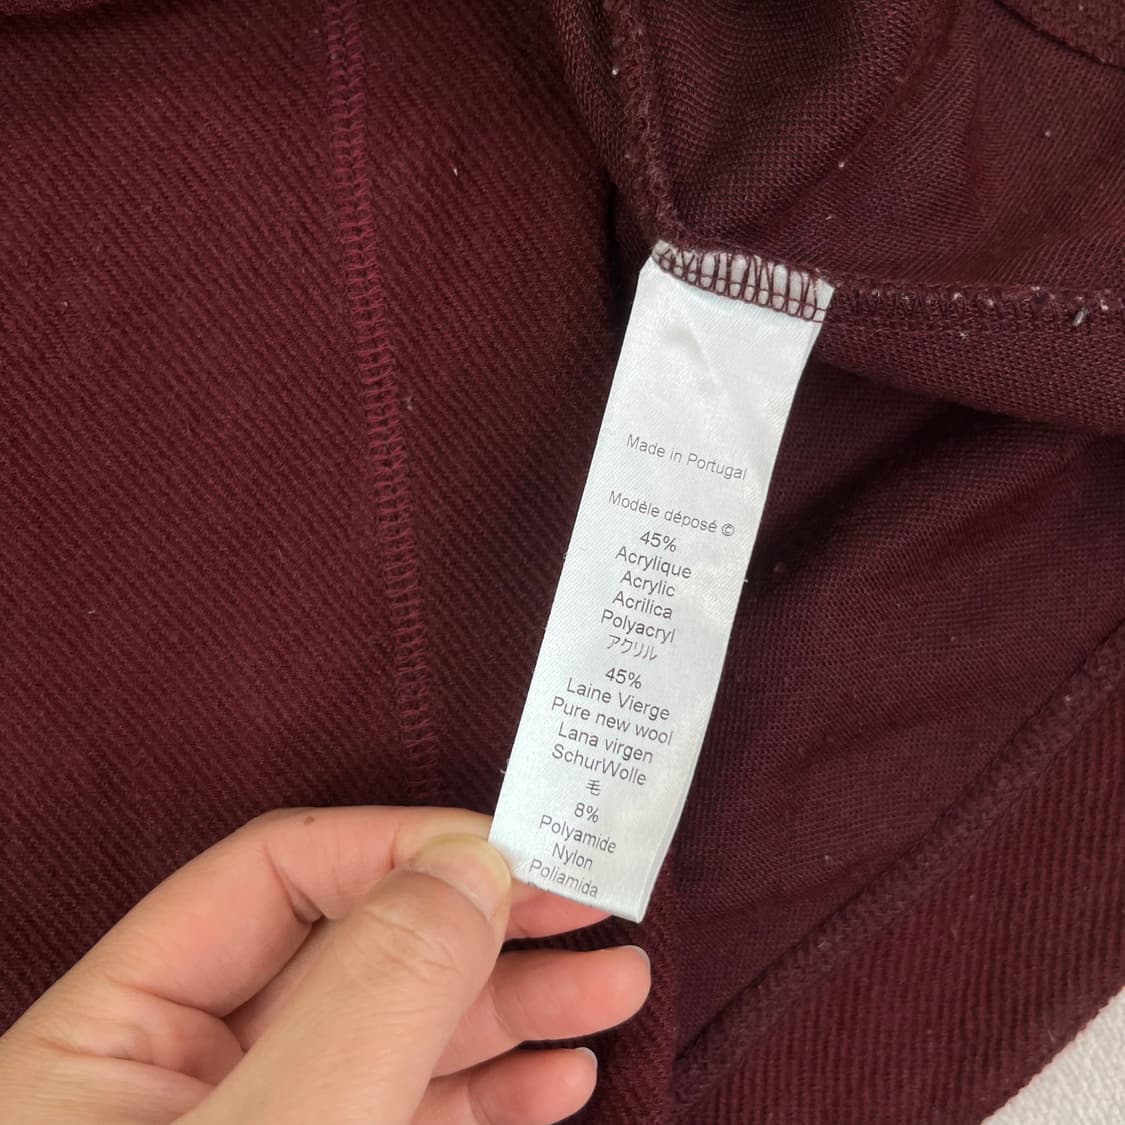 Made in Portugal
Modèle déposé ©
45%
Acrylique
Acrylic
Acrilica
Polyacryl
アクリル
45%
Laine Vierge
Pure new wool
Lana virgen
SchurWolle
毛
8%
Polyamide
Nylon
Poliamida